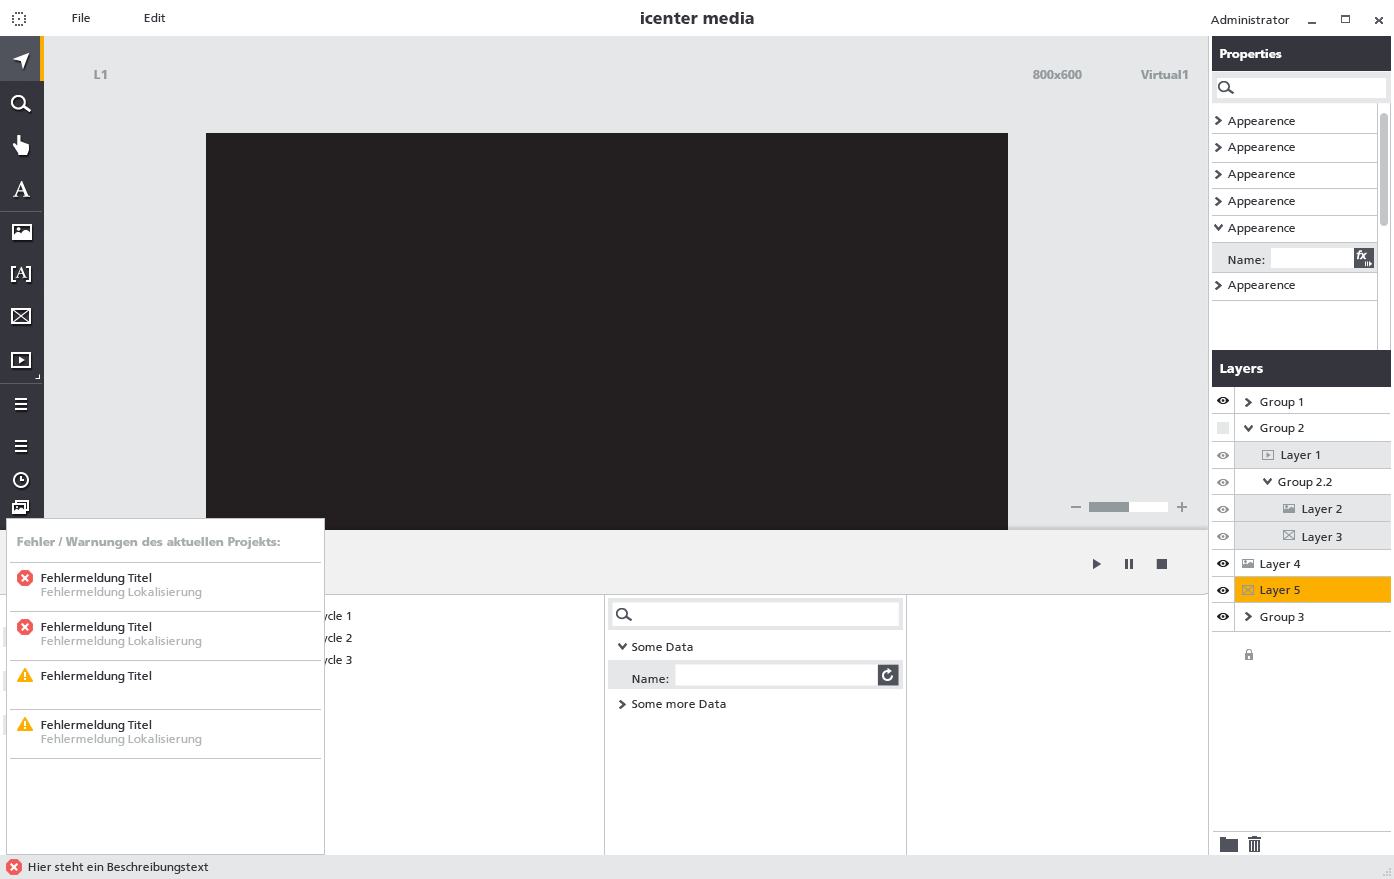 File Edit icenter media Administrator
L1 800x600 Virtual1
Properties
Appearence
Appearence
Appearence
Appearence
Appearence
Name: fx
Appearence
Layers
Group 1
Group 2
Layer 1
Group 2.2
Layer 2
Layer 3
Layer 4
Layer 5
Group 3
A
[A]
Fehler / Warnungen des aktuellen Projekts:
Fehlermeldung Titel
Fehlermeldung Lokalisierung
Fehlermeldung Titel
Fehlermeldung Lokalisierung
Fehlermeldung Titel
Fehlermeldung Titel
Fehlermeldung Lokalisierung
ycle 1
ycle 2
ycle 3
Some Data
Name:
Some more Data
Hier steht ein Beschreibungstext